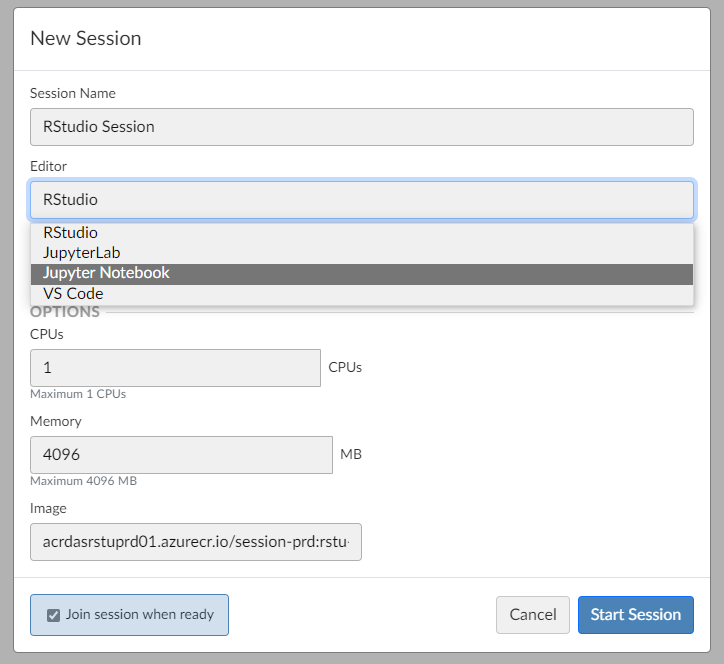 New Session
Session Name
RStudio Session
Editor
RStudio
RStudio
JupyterLab
Jupyter Notebook
VS Code
OPTIONS
CPUs
1 CPUs
Maximum 1 CPUs
Memory
4096 MB
Maximum 4096 MB
Image
acrdasrstuprd01.azurecr.io/session-prd:rstu-
Join session when ready
Cancel
Start Session